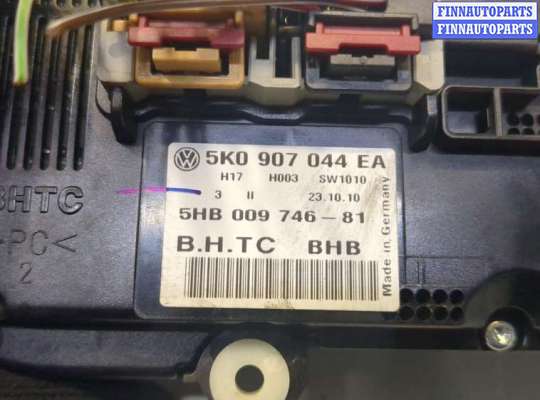 FINNAUTOPARTS
FINNAUTOPARTS
5K0 907 044 EA
H17 H003 SW1010
3 II 23.10.10
5HB 009 746-81
B.H.TC BHB
Made in Germany
BHTC
-PC<
2